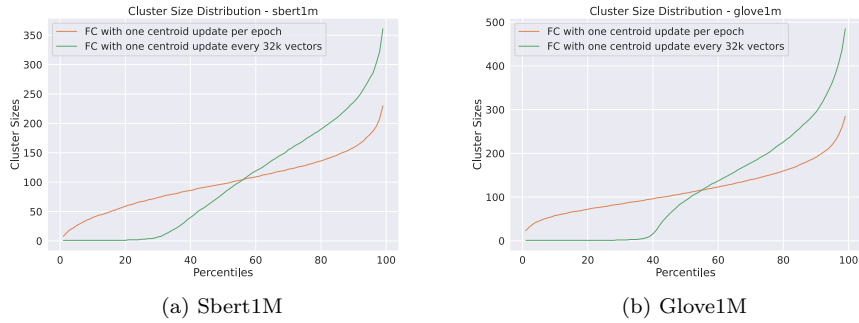 Cluster Size Distribution - sbert1m
FC with one centroid update per epoch
FC with one centroid update every 32k vectors
Cluster Sizes
350
300
250
200
150
100
50
0
0 20 40 60 80 100
Percentiles
(a) Sbert1M
Cluster Size Distribution - glove1m
FC with one centroid update per epoch
FC with one centroid update every 32k vectors
Cluster Sizes
500
400
300
200
100
0
0 20 40 60 80 100
Percentiles
(b) Glove1M